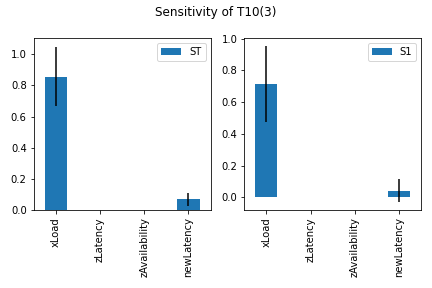 Sensitivity of T10(3)
ST
1.0
0.8
0.6
0.4
0.2
0.0
xLoad
zLatency
zAvailability
newLatency
S1
1.0
0.8
0.6
0.4
0.2
0.0
xLoad
zLatency
zAvailability
newLatency